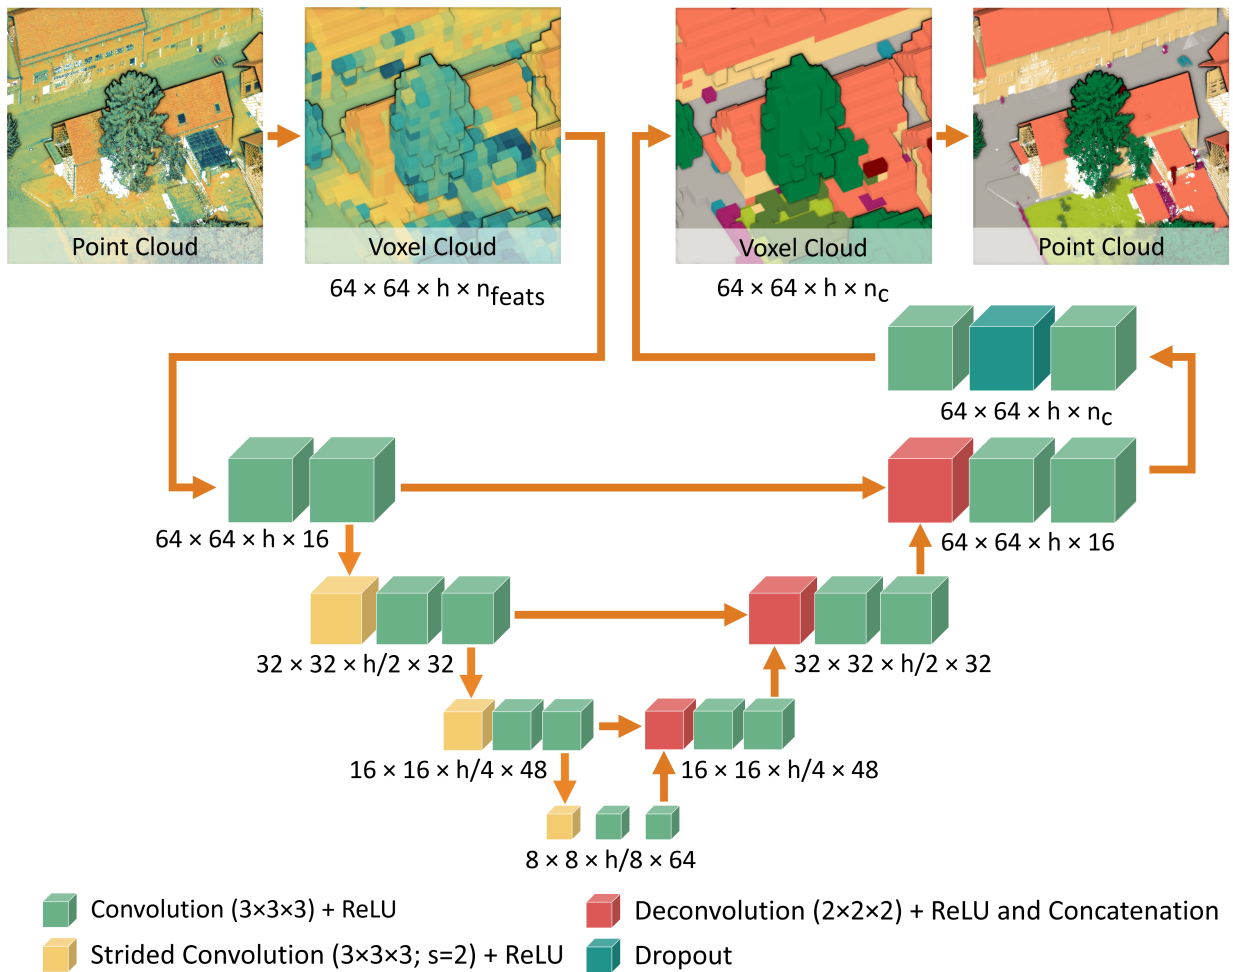 Point Cloud
Voxel Cloud
Voxel Cloud
Point Cloud
64 × 64 × h × n_feats
64 × 64 × h × n_c
64 × 64 × h × n_c
64 × 64 × h × 16
64 × 64 × h × 16
32 × 32 × h/2 × 32
32 × 32 × h/2 × 32
16 × 16 × h/4 × 48
16 × 16 × h/4 × 48
8 × 8 × h/8 × 64
Convolution (3×3×3) + ReLU
Deconvolution (2×2×2) + ReLU and Concatenation
Strided Convolution (3×3×3; s=2) + ReLU
Dropout